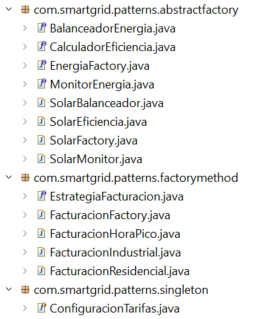 com.smartgrid.patterns.abstractfactory
BalanceadorEnergia.java
CalculadorEficiencia.java
EnergiaFactory.java
MonitorEnergia.java
SolarBalanceador.java
SolarEficiencia.java
SolarFactory.java
SolarMonitor.java
com.smartgrid.patterns.factorymethod
EstrategiaFacturacion.java
FacturacionFactory.java
FacturacionHoraPico.java
FacturacionIndustrial.java
FacturacionResidencial.java
com.smartgrid.patterns.singleton
ConfiguracionTarifas.java